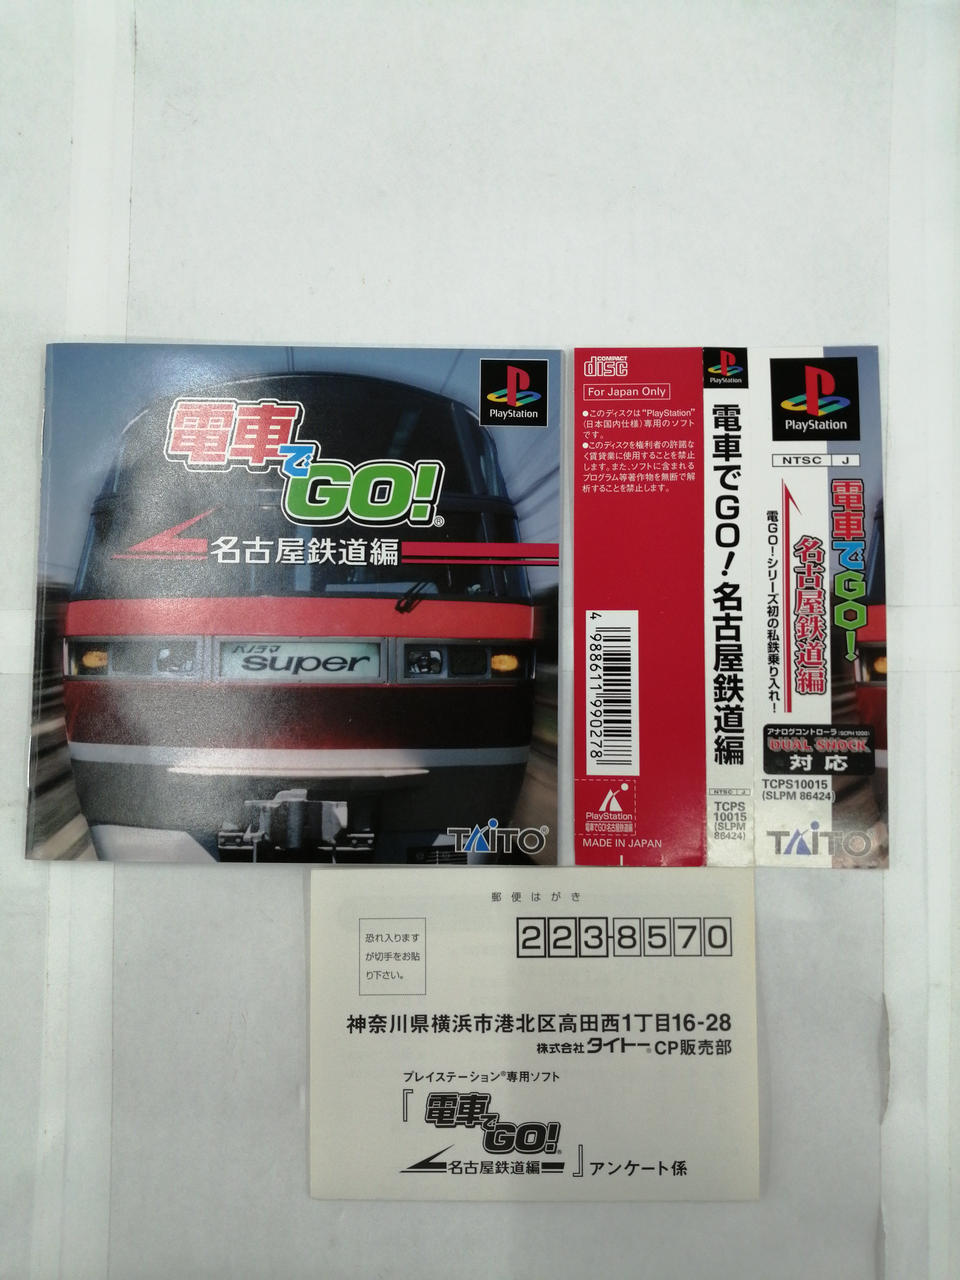 PlayStation
電車でGO!®
名古屋鉄道編
パノラマ
super
TAITO®
COMPACT
disc
For Japan Only
●このディスクは"PlayStation"
(日本国内仕様)専用のソフト
です。
●このディスクを権利者の許諾な
く賃貸業に使用することを禁止
します。また、ソフトに含まれる
プログラム等著作物を無断で解
析することを禁止します。
4 988611 990278
PlayStation
電車でGO!名古屋鉄道編
MADE IN JAPAN
PlayStation
電車でGO!名古屋鉄道編
NTSC J
TCPS
10015
(SLPM
86424)
PlayStation
NTSC J
電車でGO!
名古屋鉄道編
電GO!シリーズ初の私鉄乗り入れ!
アナログコントローラ(SCPH1200)
DUAL SHOCK
対応
TCPS10015
(SLPM 86424)
TAITO
郵便はがき
恐れ入ります
が切手をお貼
り下さい。
223-8570
神奈川県横浜市港北区高田西1丁目16-28
株式会社タイトー®CP販売部
プレイステーション®専用ソフト
『電車でGO!®
名古屋鉄道編』アンケート係